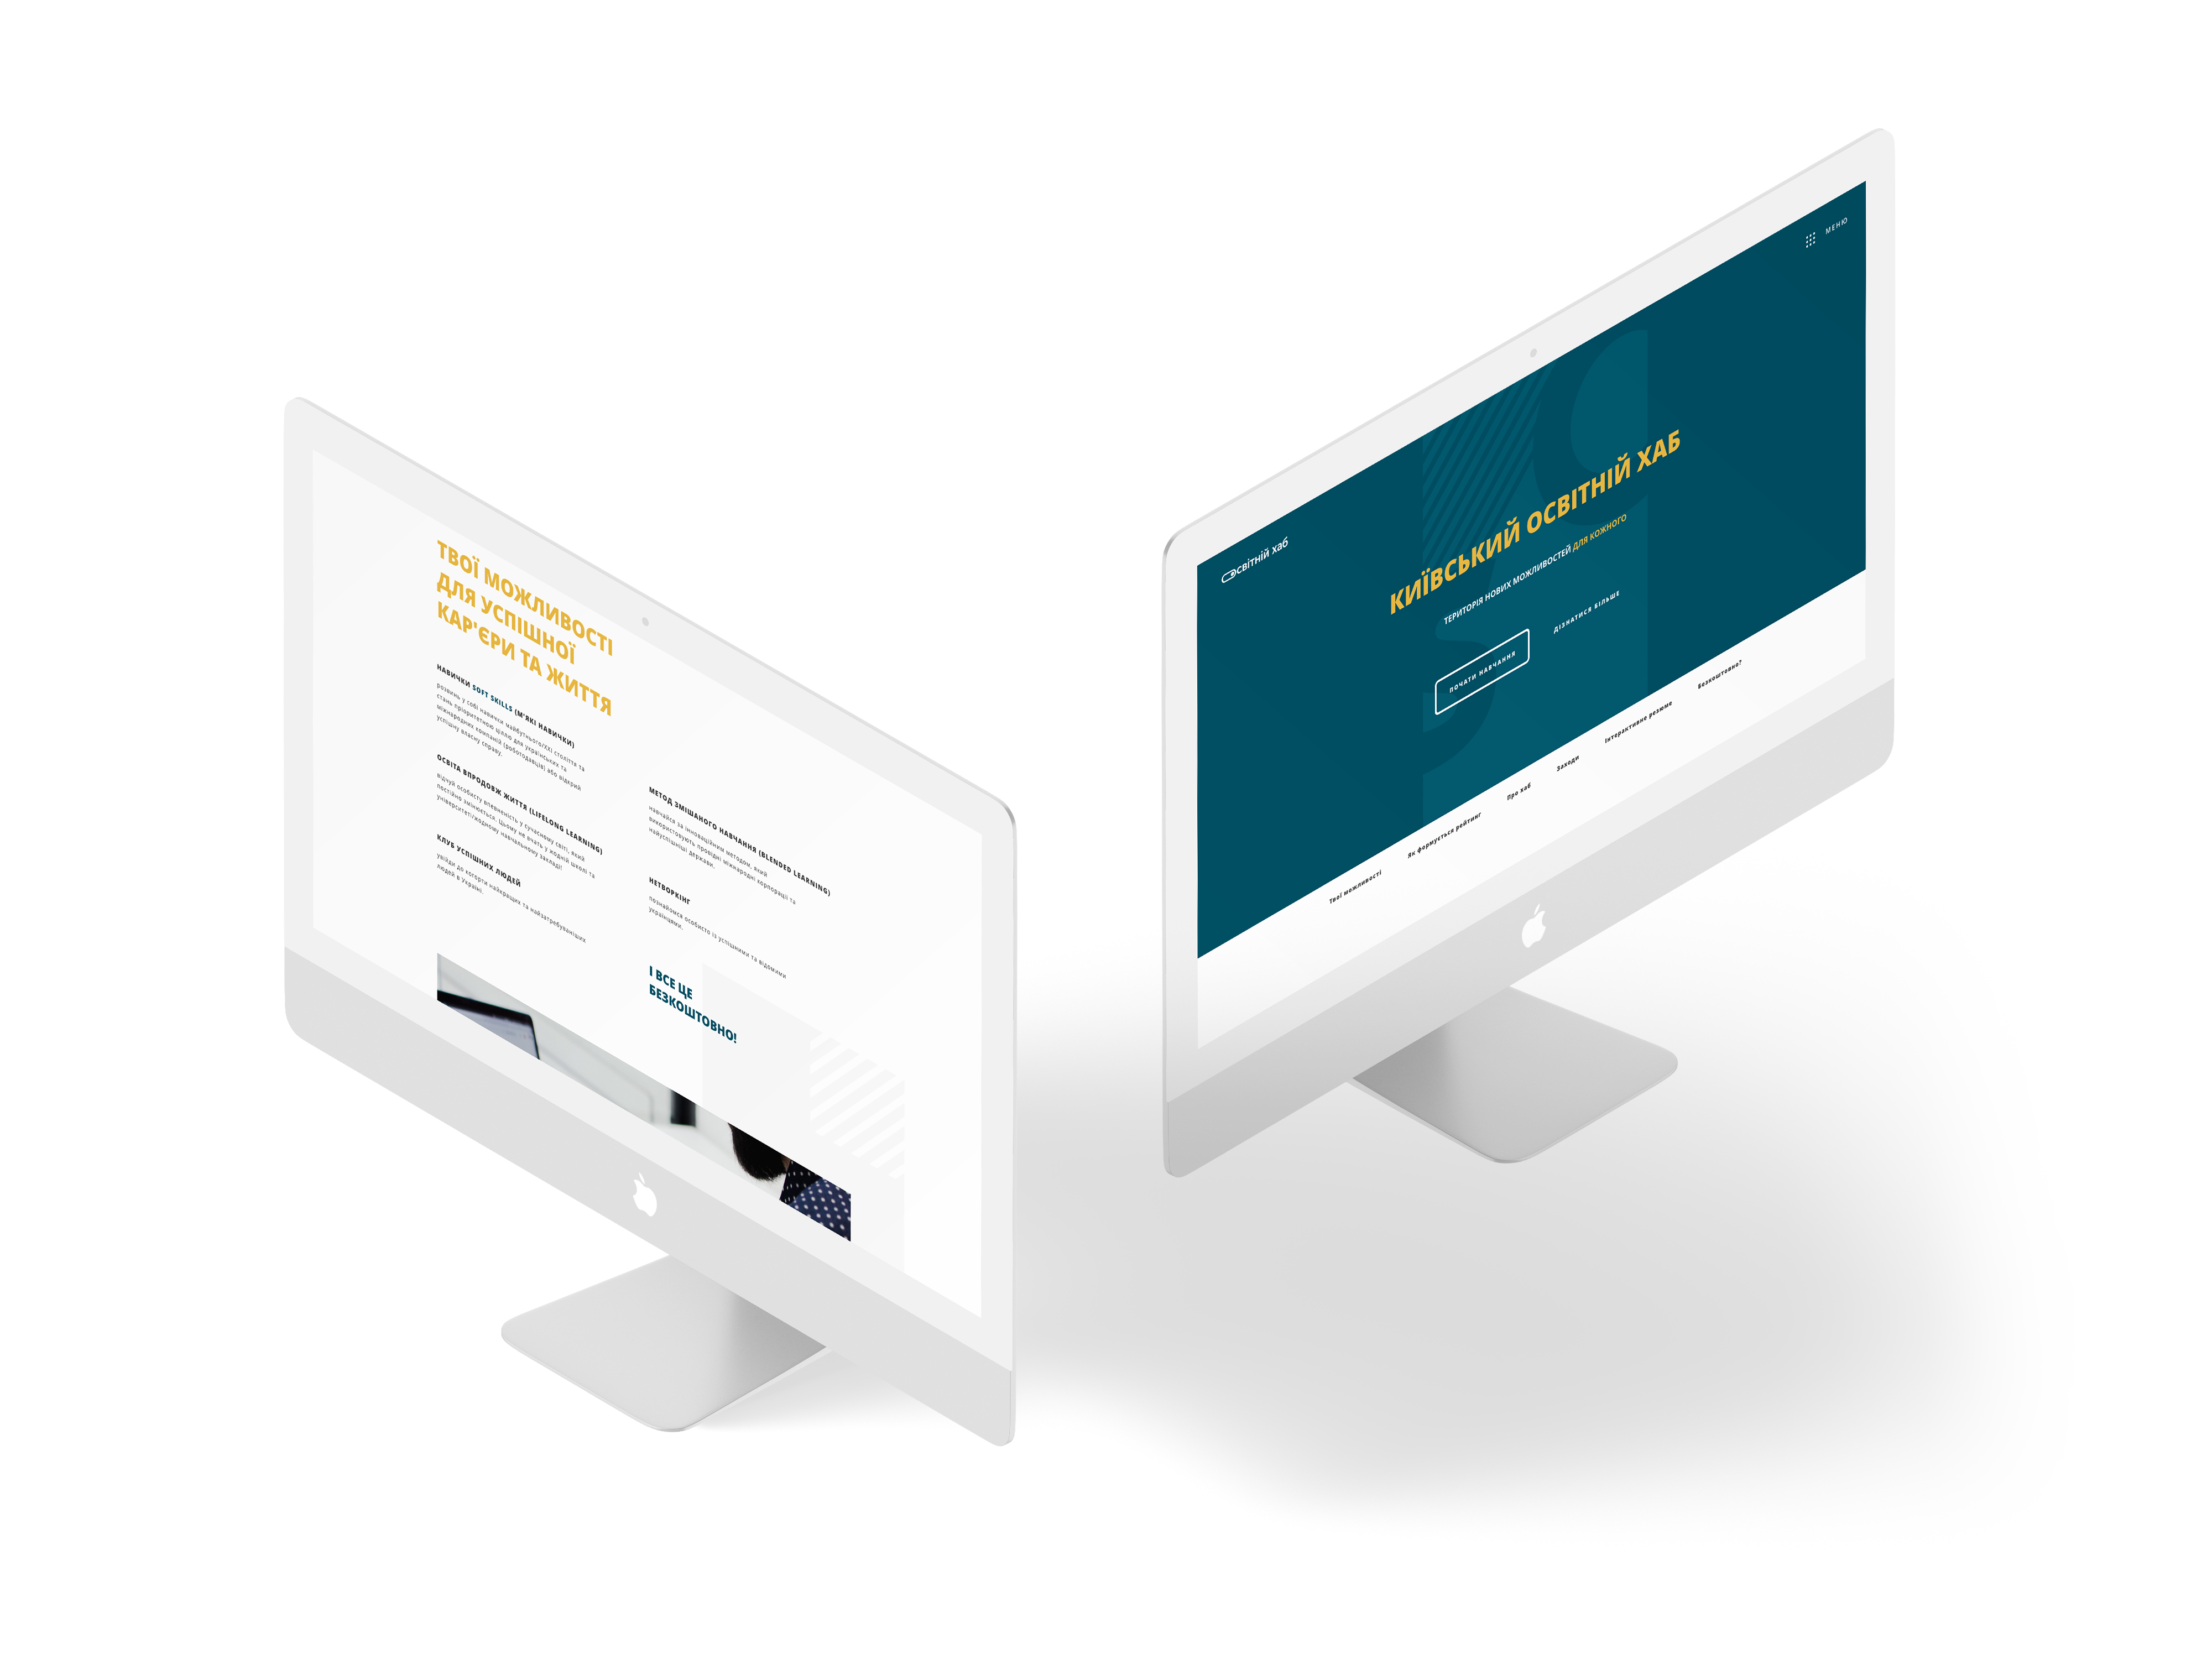 ТВОЇ МОЖЛИВОСТІ
ДЛЯ УСПІШНОЇ
КАР'ЄРИ ТА ЖИТТЯ
НАВИЧКИ SOFT SKILLS (М'ЯКІ НАВИЧКИ)
розвинь у собі навички майбутнього/XXI століття та
стань пріоритетною ціллю для українських та
міжнародних компаній (роботодавців) або відкрий
успішну власну справу.
ОСВІТА ВПРОДОВЖ ЖИТТЯ (LIFELONG LEARNING)
відчуй особисту впевненість у сучасному світі, який
постійно змінюється. Цьому не вчать у жодній школі та
університеті/жодному навчальному закладі!
КЛУБ УСПІШНИХ ЛЮДЕЙ
увійди до когорти найкращих та найзатребуваніших
людей в Україні.
МЕТОД ЗМІШАНОГО НАВЧАННЯ (BLENDED LEARNING)
навчайся за інноваційним методом, який
використовують провідні міжнародні корпорації та
найуспішніші держави.
НЕТВОРКІНГ
познайомся особисто із успішними та відомими
українцями.
І ВСЕ ЦЕ
БЕЗКОШТОВНО!
світній хаб
МЕНЮ
КИЇВСЬКИЙ ОСВІТНІЙ ХАБ
ТЕРИТОРІЯ НОВИХ МОЖЛИВОСТЕЙ ДЛЯ КОЖНОГО
ПОЧАТИ НАВЧАННЯ
ДІЗНАТИСЯ БІЛЬШЕ
Твої можливості
Як формується рейтинг
Про хаб
Заходи
Інтерактивне резюме
Безкоштовно?